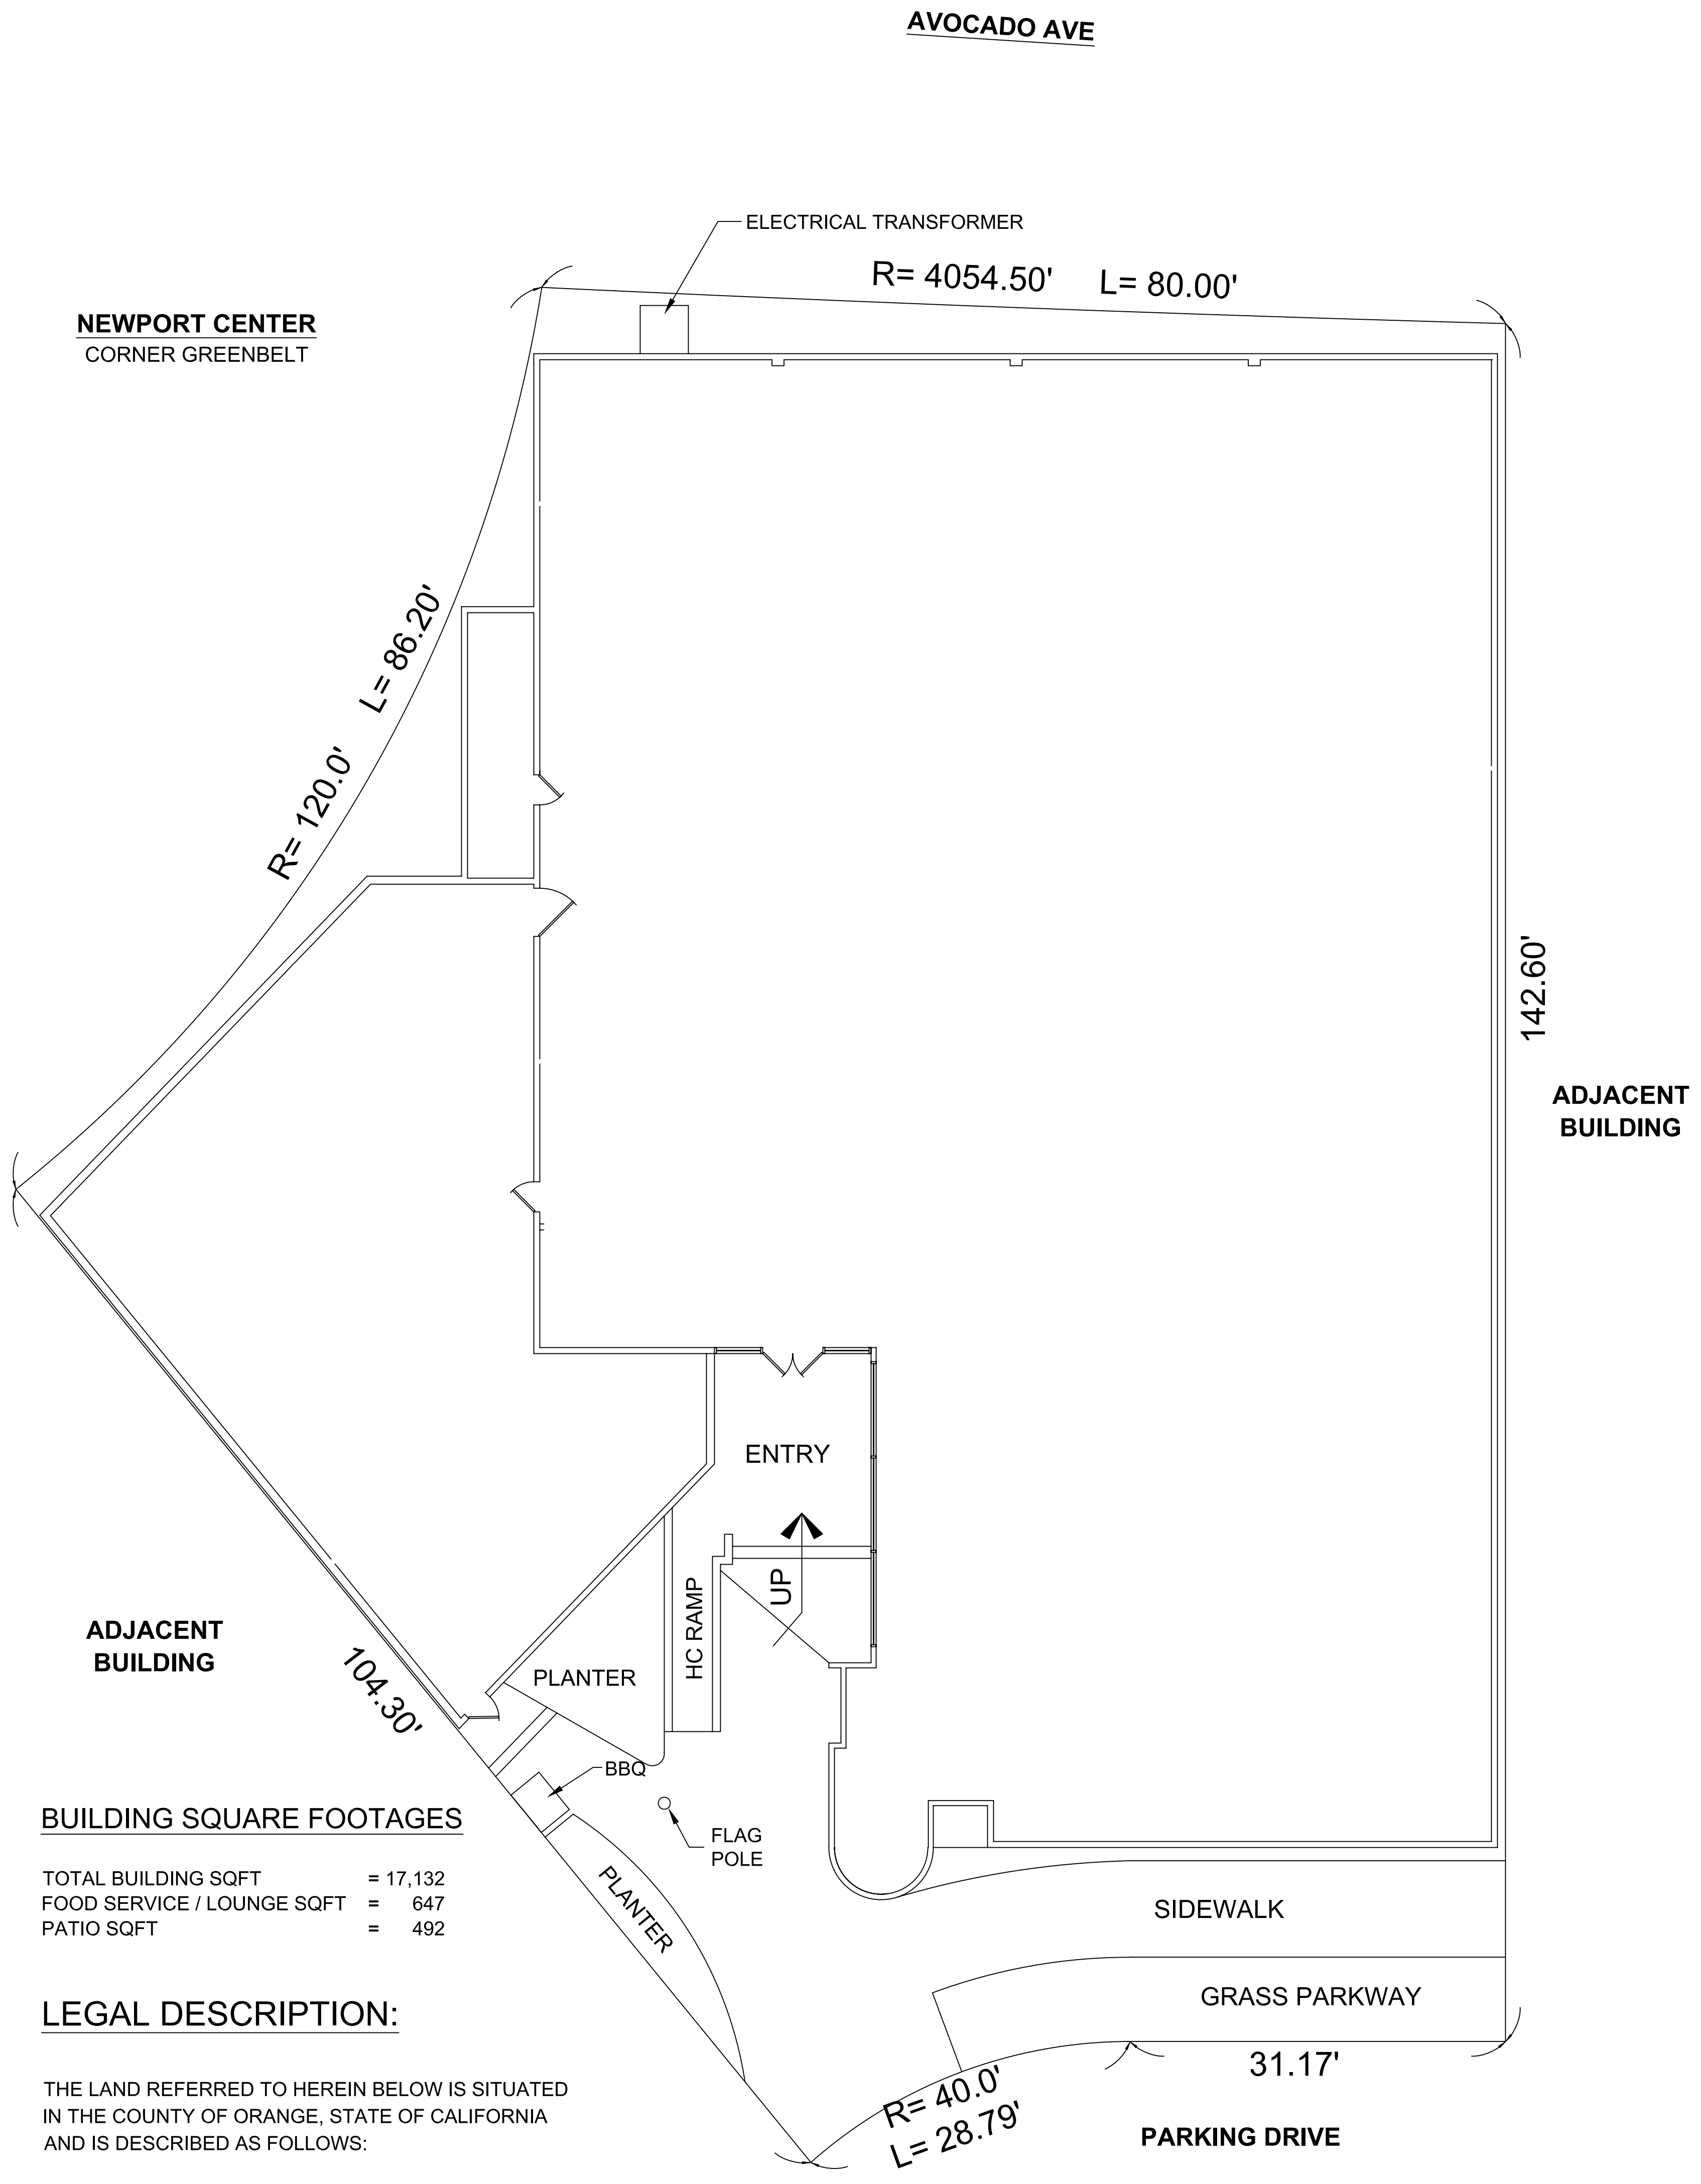 AVOCADO AVE
ELECTRICAL TRANSFORMER
R= 4054.50' L= 80.00'
NEWPORT CENTER
CORNER GREENBELT
L= 86.20'
R= 120.0'
142.60'
ADJACENT
BUILDING
ENTRY
UP
HC RAMP
PLANTER
ADJACENT
BUILDING
104.30'
BBQ
FLAG
POLE
PLANTER
BUILDING SQUARE FOOTAGES
TOTAL BUILDING SQFT = 17,132
FOOD SERVICE / LOUNGE SQFT = 647
PATIO SQFT = 492
SIDEWALK
GRASS PARKWAY
31.17'
R= 40.0'
L= 28.79'
PARKING DRIVE
LEGAL DESCRIPTION:
THE LAND REFERRED TO HEREIN BELOW IS SITUATED
IN THE COUNTY OF ORANGE, STATE OF CALIFORNIA
AND IS DESCRIBED AS FOLLOWS: